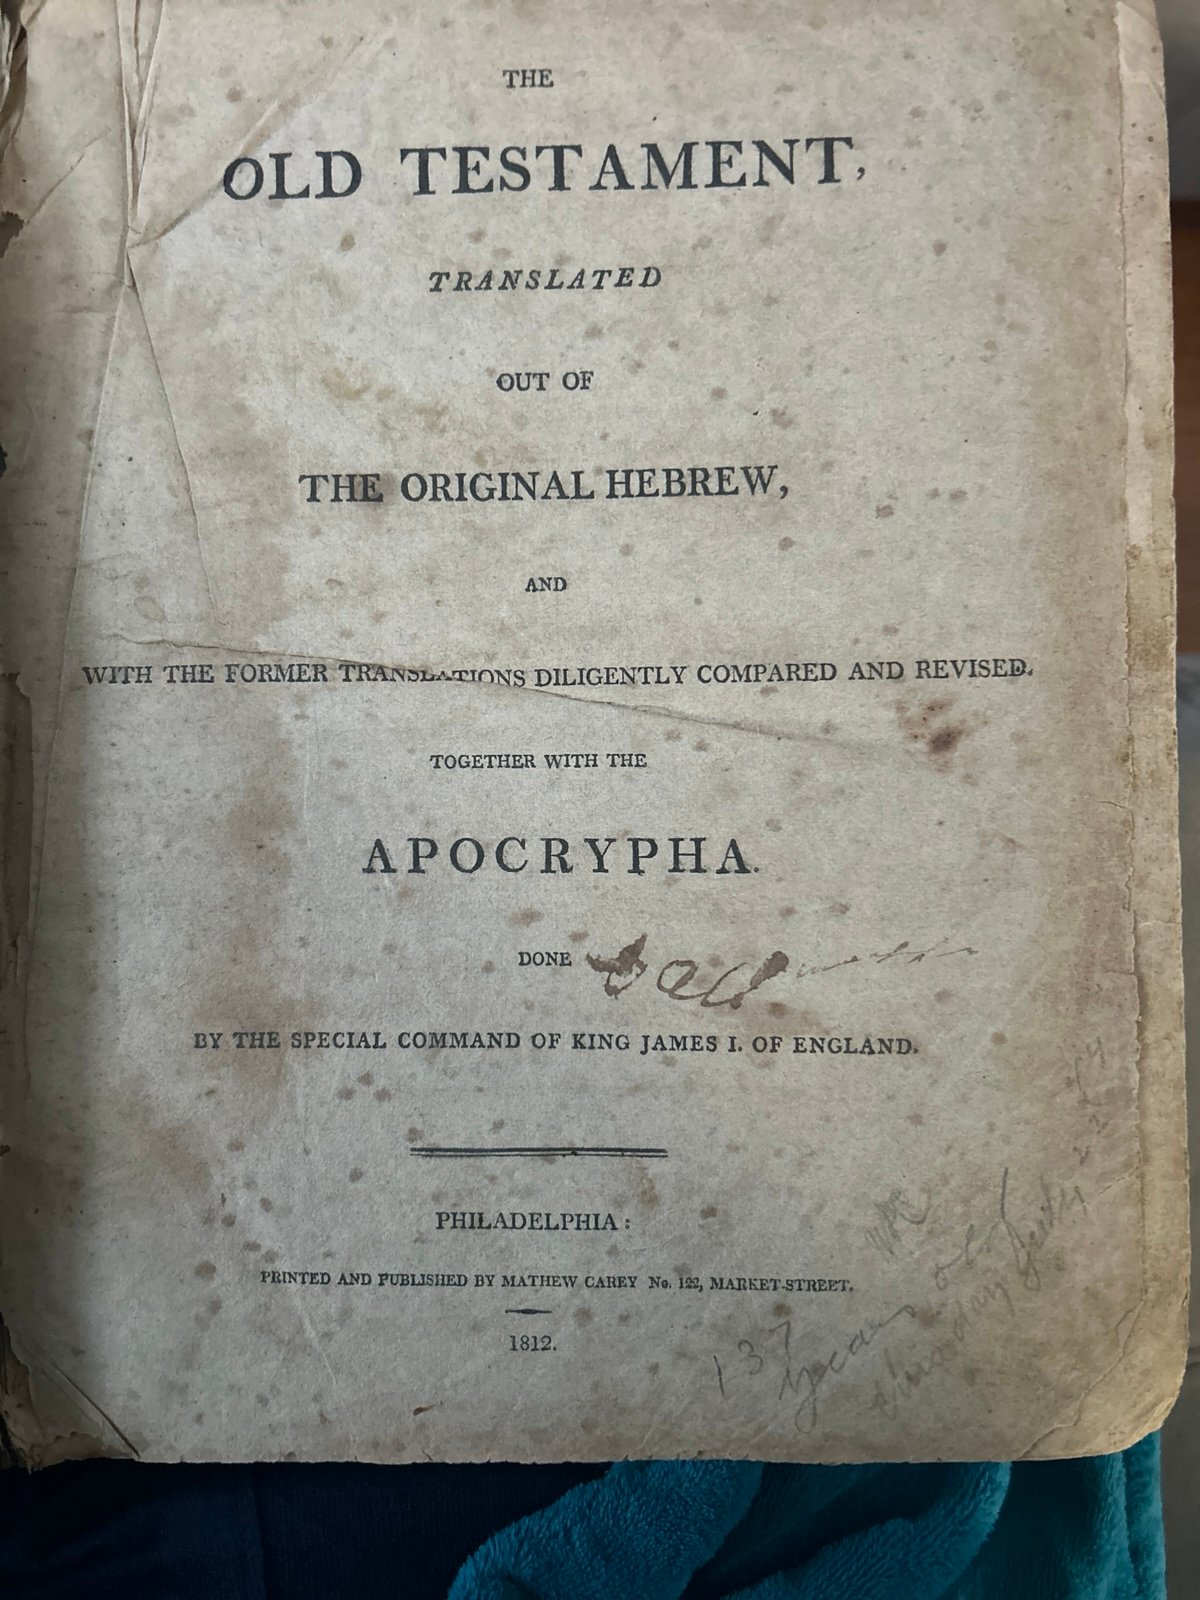 THE
OLD TESTAMENT,
TRANSLATED
OUT OF
THE ORIGINAL HEBREW,
AND
WITH THE FORMER TRANSLATIONS DILIGENTLY COMPARED AND REVISED.
TOGETHER WITH THE
APOCRYPHA.
DONE
BY THE SPECIAL COMMAND OF KING JAMES I. OF ENGLAND.
PHILADELPHIA:
PRINTED AND PUBLISHED BY MATHEW CAREY No. 122, MARKET-STREET.
1812.
137
years old